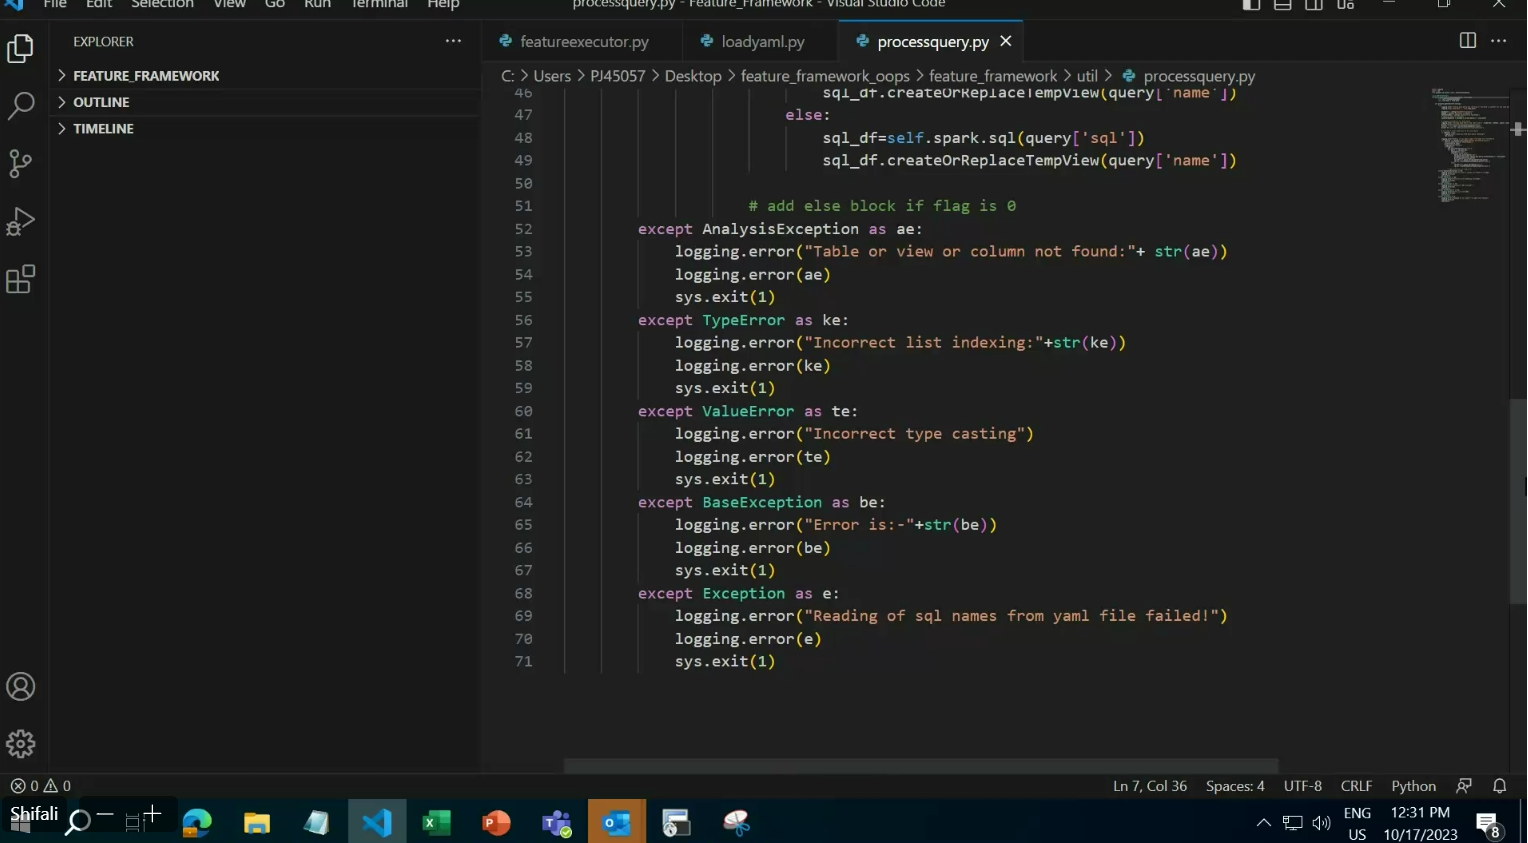 File Edit Selection View Go Run Terminal Help
processquery.py - Feature_Framework - Visual Studio Code
EXPLORER
FEATURE_FRAMEWORK
OUTLINE
TIMELINE
featureexecutor.py
loadyaml.py
processquery.py
C: > Users > PJ45057 > Desktop > feature_framework_oops > feature_framework > util > processquery.py
46 sql_df.createOrReplaceTempView(query['name'])
47 else:
48 sql_df=self.spark.sql(query['sql'])
49 sql_df.createOrReplaceTempView(query['name'])
50
51 # add else block if flag is 0
52 except AnalysisException as ae:
53 logging.error("Table or view or column not found:"+ str(ae))
54 logging.error(ae)
55 sys.exit(1)
56 except TypeError as ke:
57 logging.error("Incorrect list indexing:"+str(ke))
58 logging.error(ke)
59 sys.exit(1)
60 except ValueError as te:
61 logging.error("Incorrect type casting")
62 logging.error(te)
63 sys.exit(1)
64 except BaseException as be:
65 logging.error("Error is:-"+str(be))
66 logging.error(be)
67 sys.exit(1)
68 except Exception as e:
69 logging.error("Reading of sql names from yaml file failed!")
70 logging.error(e)
71 sys.exit(1)
0 0
Ln 7, Col 36 Spaces: 4 UTF-8 CRLF Python
Shifali
ENG
US
12:31 PM
10/17/2023
8